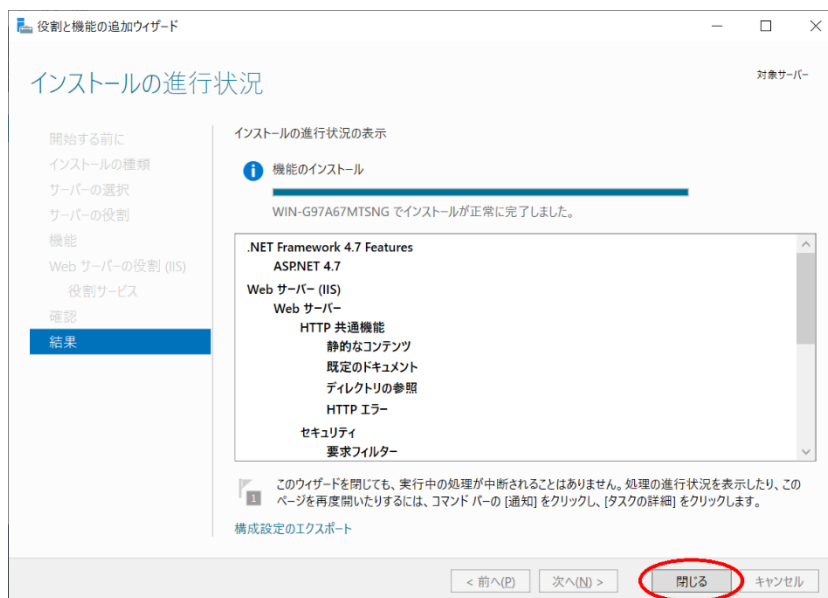 役割と機能の追加ウィザード
インストールの進行状況
対象サーバー
開始する前に
インストールの種類
サーバーの選択
サーバーの役割
機能
Web サーバーの役割 (IIS)
役割サービス
確認
結果
インストールの進行状況の表示
機能のインストール
WIN-G97A67MTSNG でインストールが正常に完了しました。
.NET Framework 4.7 Features
ASP.NET 4.7
Web サーバー (IIS)
Web サーバー
HTTP 共通機能
静的なコンテンツ
既定のドキュメント
ディレクトリの参照
HTTP エラー
セキュリティ
要求フィルター
1
このウィザードを閉じても、実行中の処理が中断されることはありません。処理の進行状況を表示したり、この
ページを再度開いたりするには、コマンド バーの [通知] をクリックし、[タスクの詳細] をクリックします。
構成設定のエクスポート
< 前へ(P)
次へ(N) >
閉じる
キャンセル